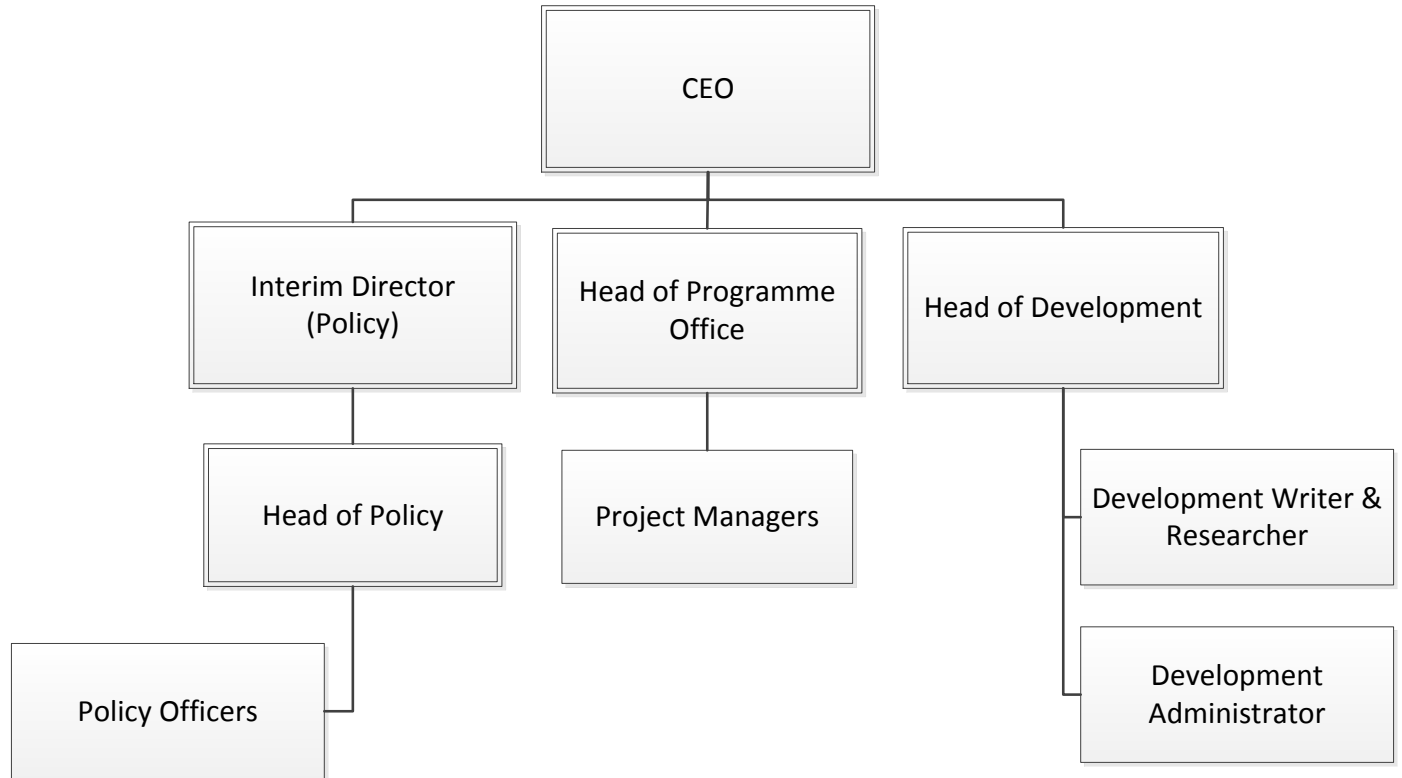 CEO
Interim Director
(Policy)
Head of Programme
Office
Head of Development
Head of Policy
Project Managers
Development Writer &
Researcher
Policy Officers
Development
Administrator